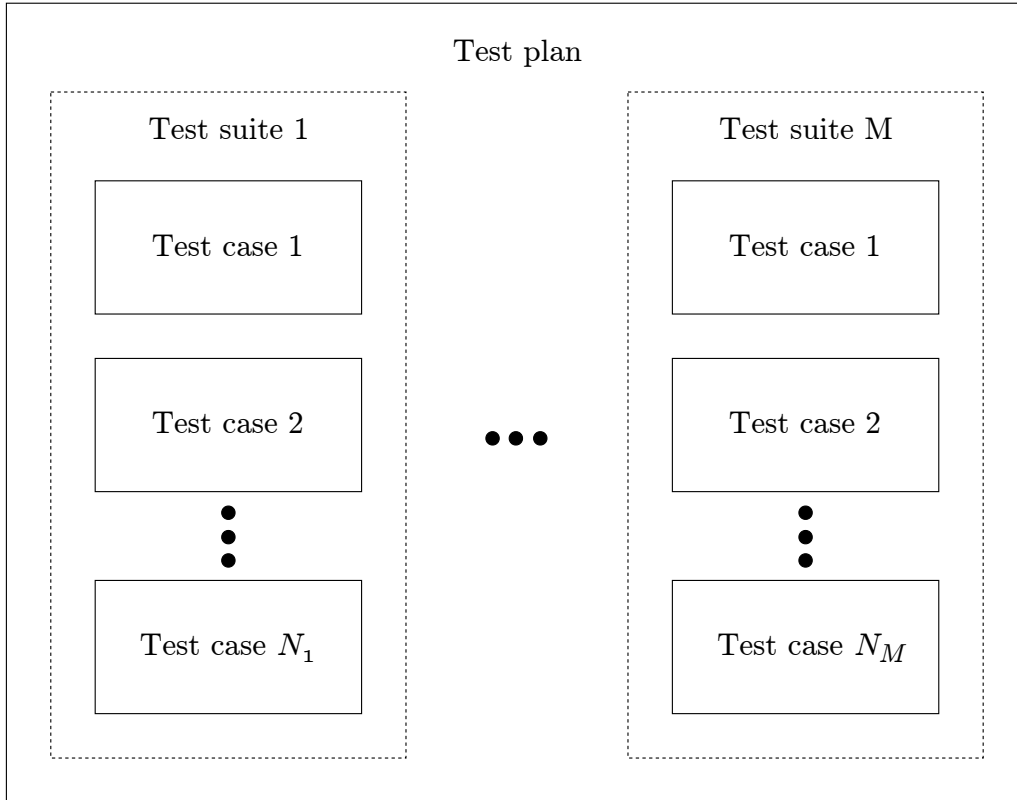 Test plan
Test suite 1
Test case 1
Test case 2
Test case N₁
Test suite M
Test case 1
Test case 2
Test case N_M